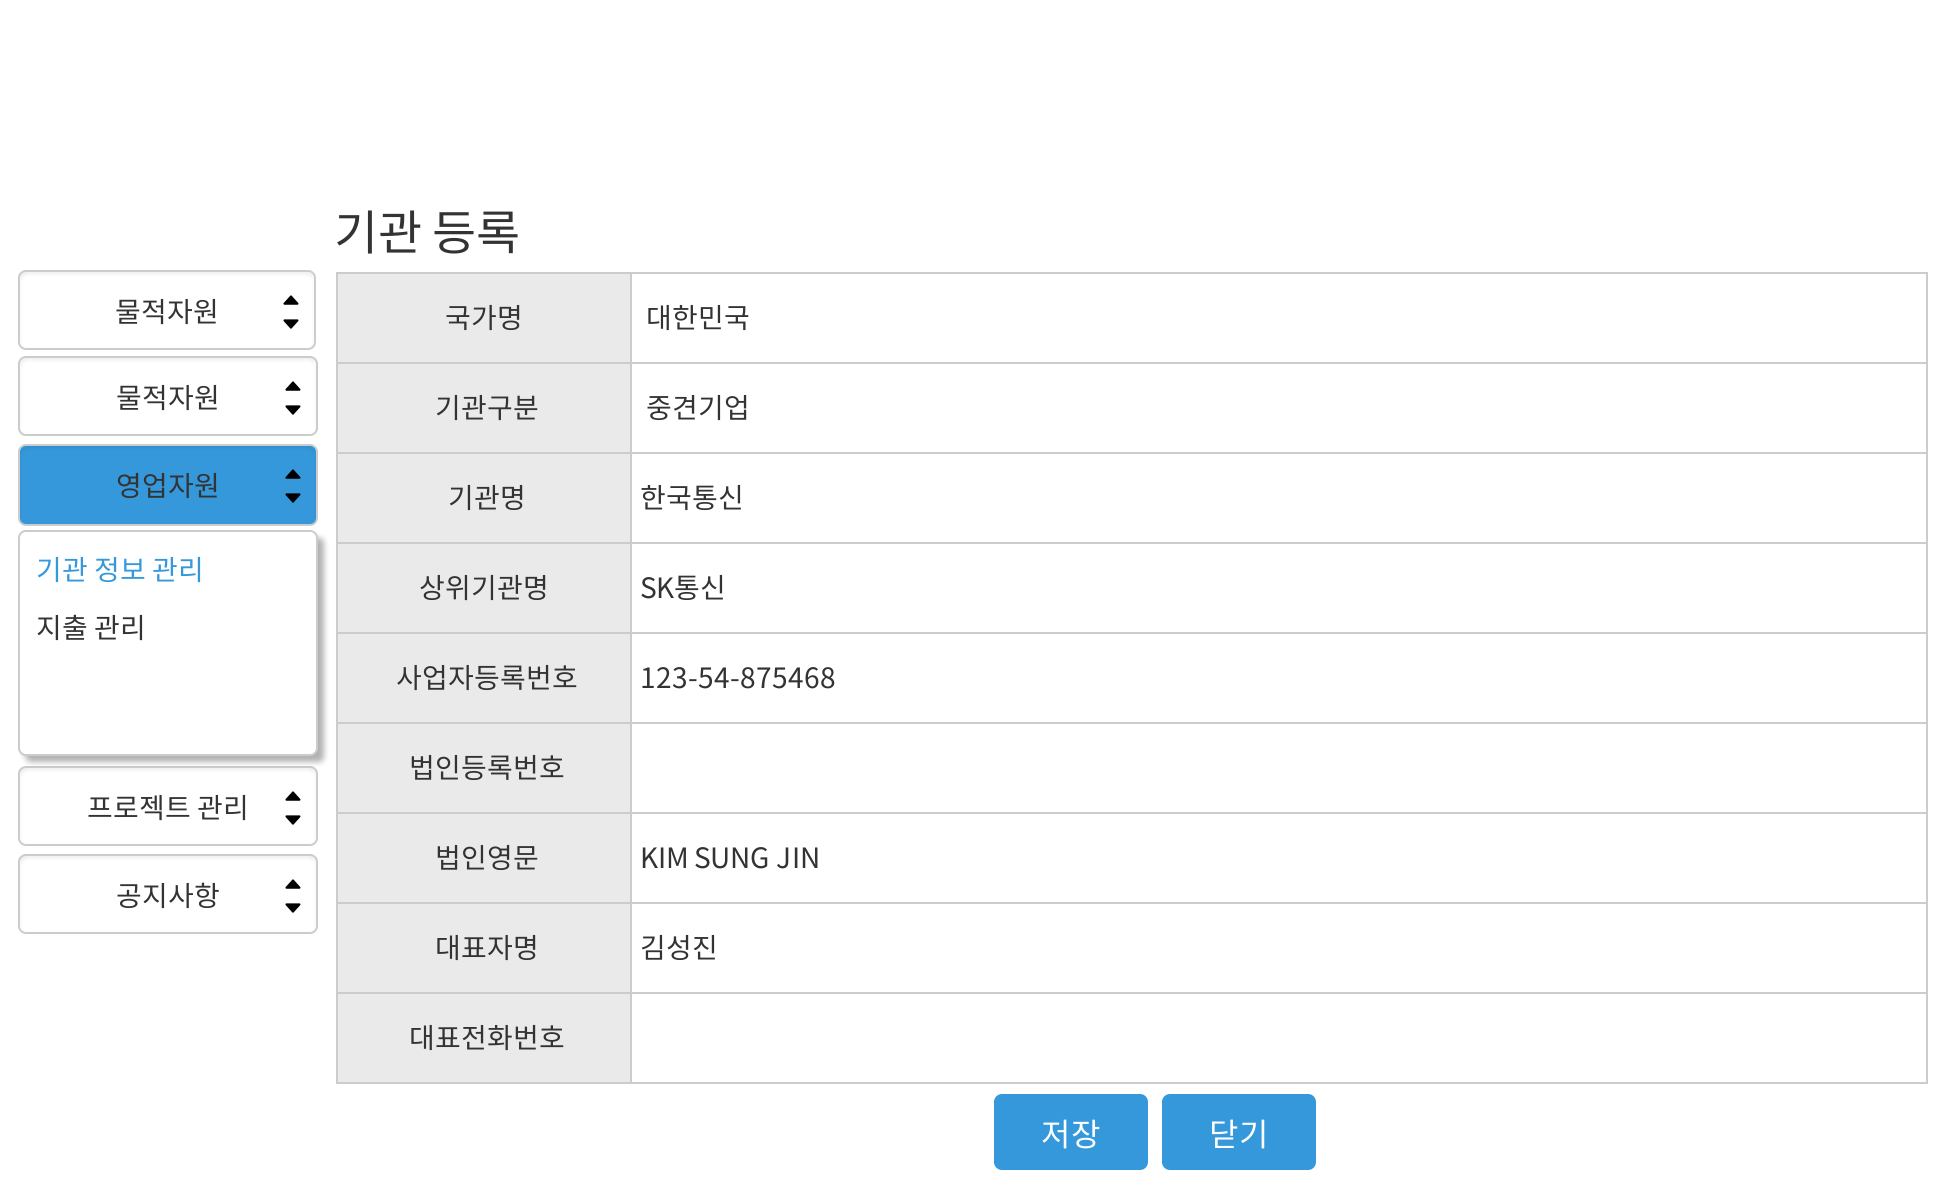 기관 등록
물적자원
물적자원
영업자원
기관 정보 관리
지출 관리
프로젝트 관리
공지사항
국가명 대한민국
기관구분 중견기업
기관명 한국통신
상위기관명 SK통신
사업자등록번호 123-54-875468
법인등록번호
법인영문 KIM SUNG JIN
대표자명 김성진
대표전화번호
저장 닫기